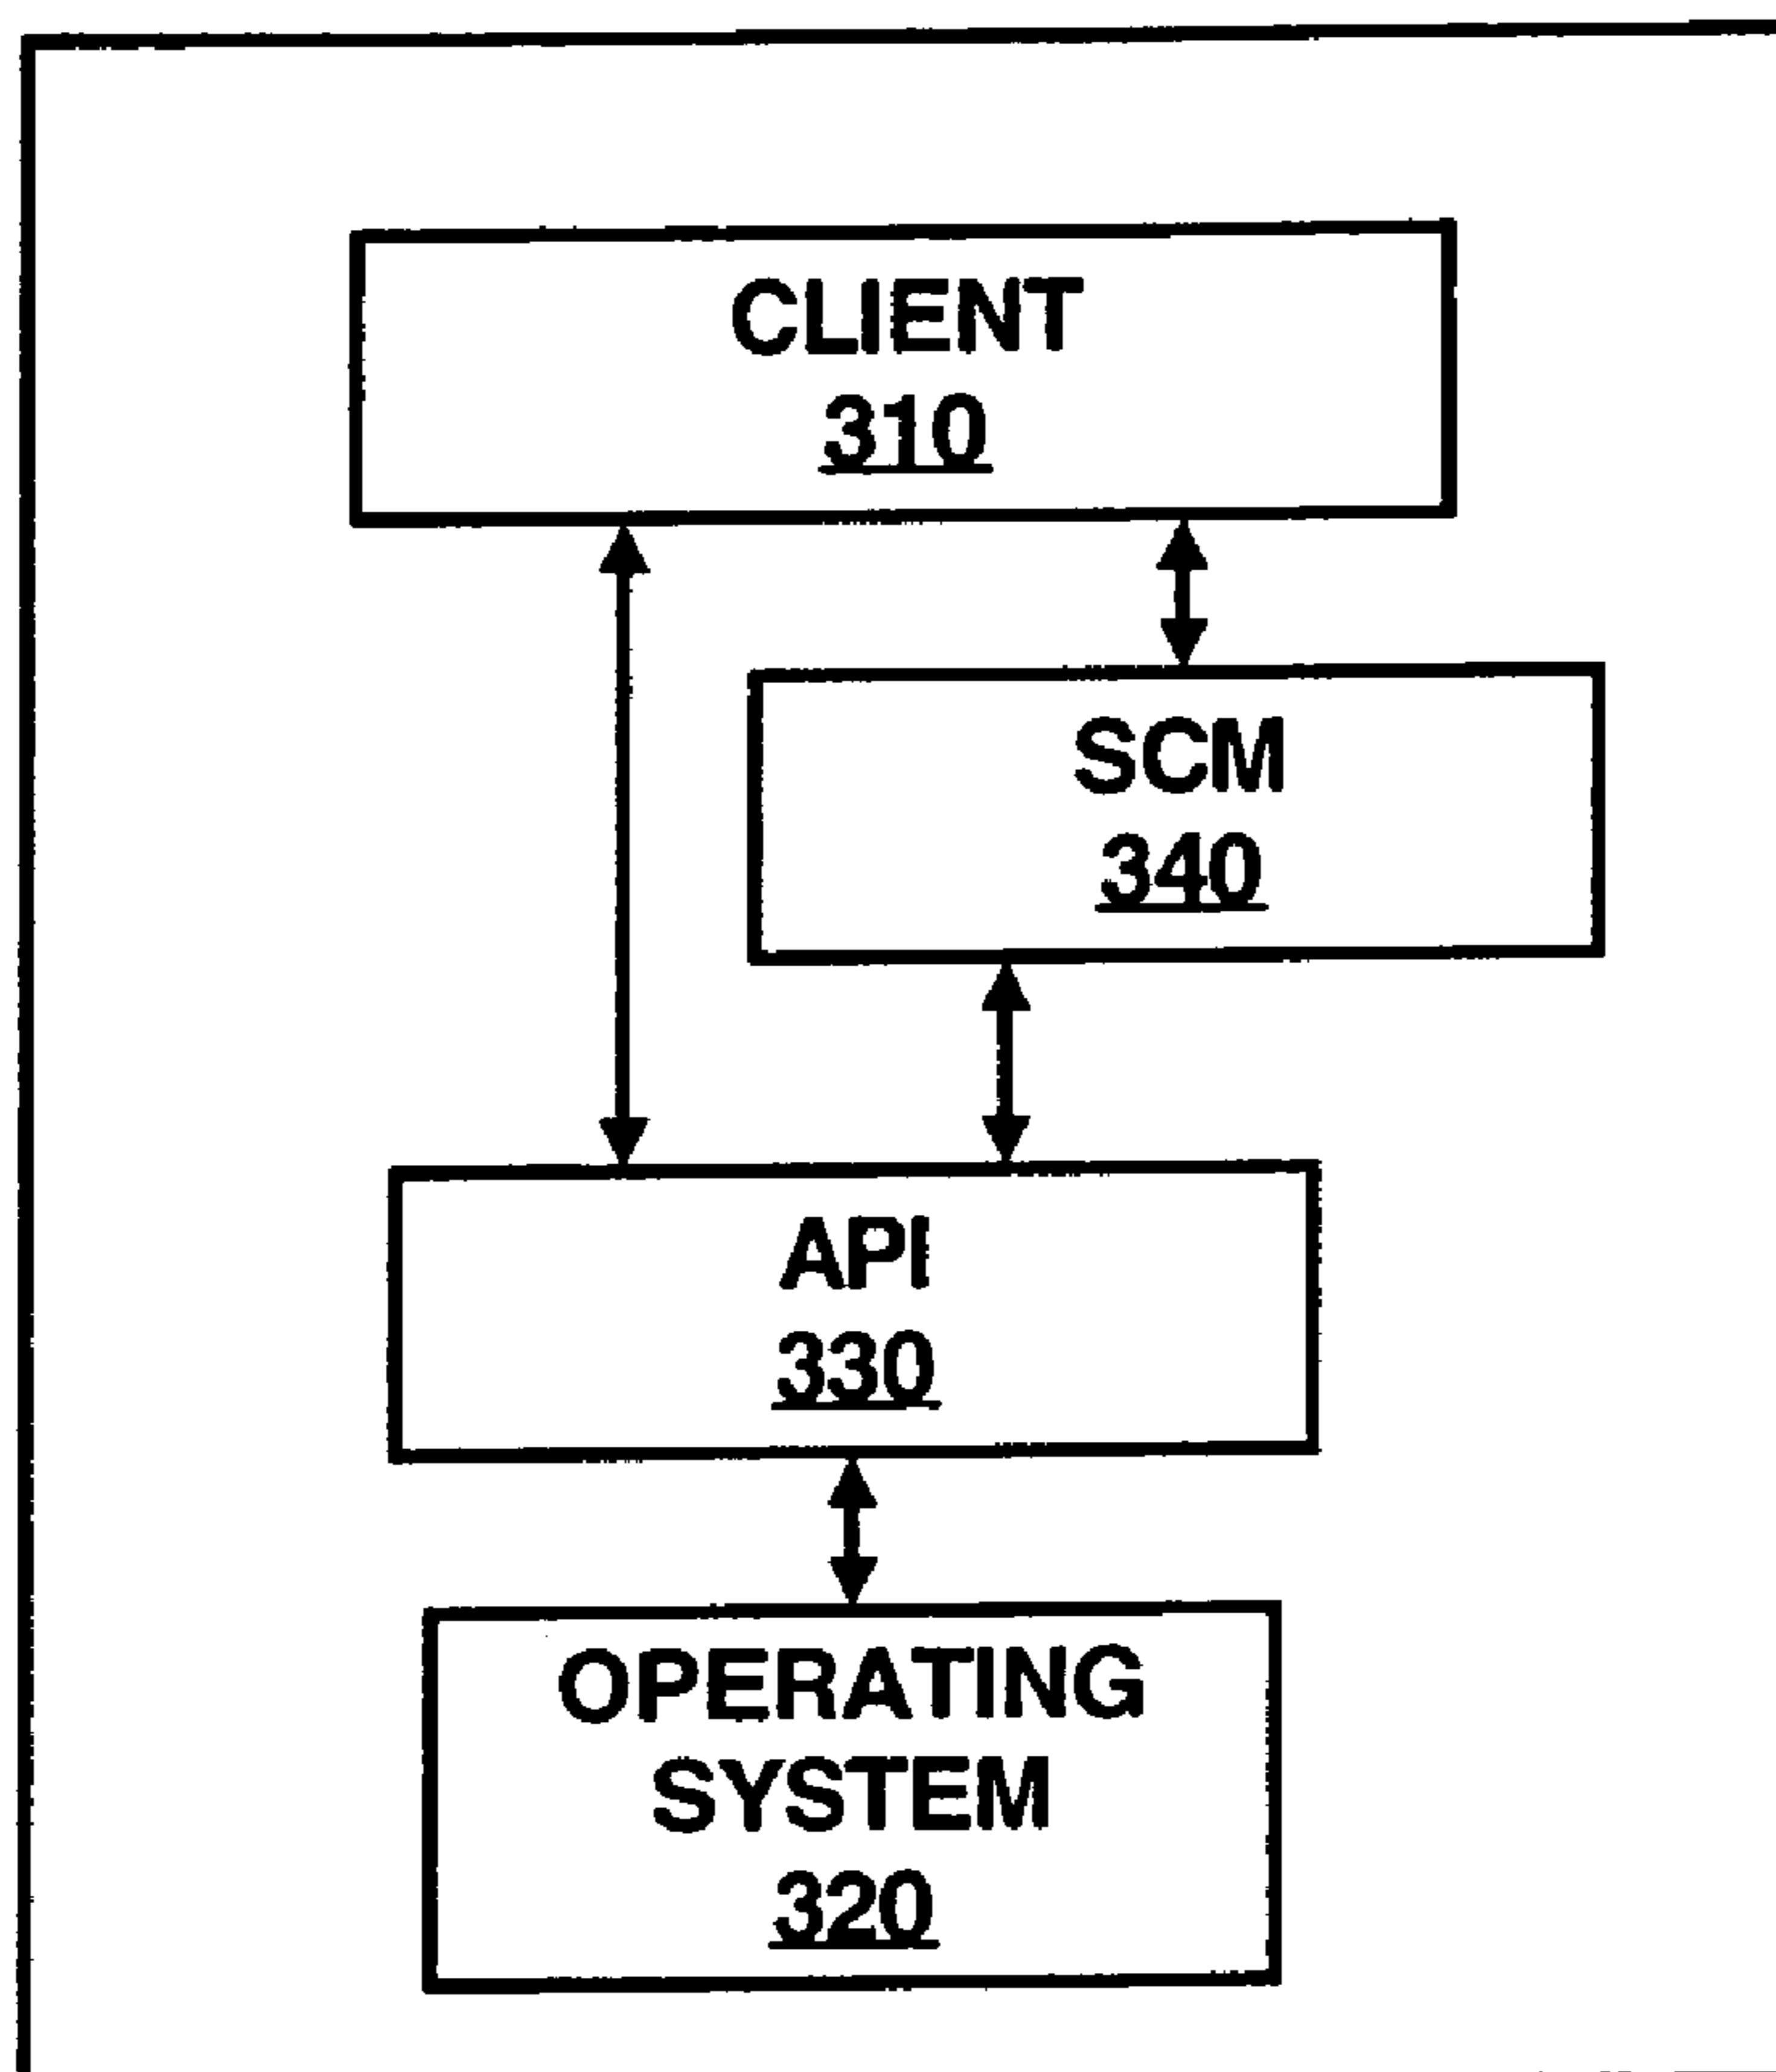 CLIENT
310
SCM
340
API
330
OPERATING
SYSTEM
320